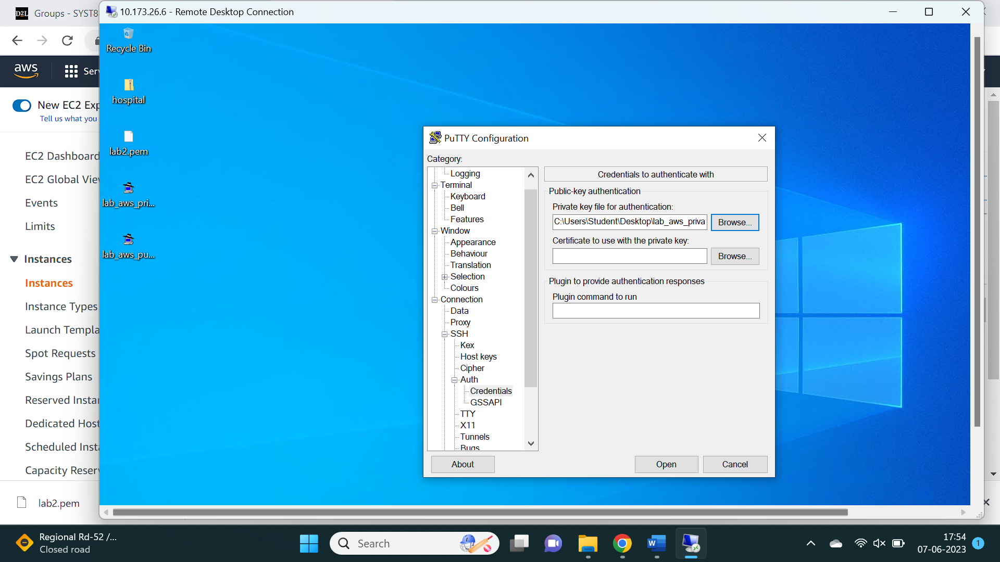 D2L Groups - SYST8
10.173.26.6 - Remote Desktop Connection
aws
Serv
New EC2 Exp
Tell us what you
EC2 Dashboard
EC2 Global Viev
Events
Limits
Instances
Instances
Instance Types
Launch Templa
Spot Requests
Savings Plans
Reserved Instan
Dedicated Host
Scheduled Insta
Capacity Reserv
lab2.pem
Recycle Bin
hospital
lab2.pem
lab_aws_pri...
lab_aws_pu...
PuTTY Configuration
Category:
Logging
Terminal
Keyboard
Bell
Features
Window
Appearance
Behaviour
Translation
Selection
Colours
Connection
Data
Proxy
SSH
Kex
Host keys
Cipher
Auth
Credentials
GSSAPI
TTY
X11
Tunnels
Bugs
Credentials to authenticate with
Public-key authentication
Private key file for authentication:
C:\Users\Student\Desktop\lab_aws_priva
Browse...
Certificate to use with the private key:
Browse...
Plugin to provide authentication responses
Plugin command to run
About
Open
Cancel
Regional Rd-52 /...
Closed road
Search
W
17:54
07-06-2023
1